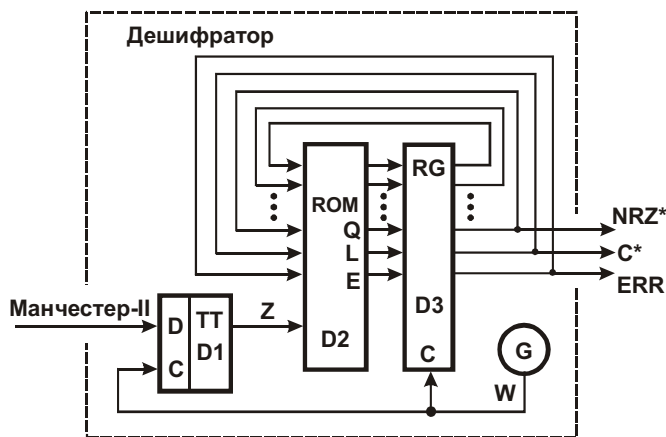 Дешифратор
RG
ROM
NRZ*
Q
L
C*
E
ERR
Манчестер-II
D
TT
Z
D3
G
D1
D2
C
C
W